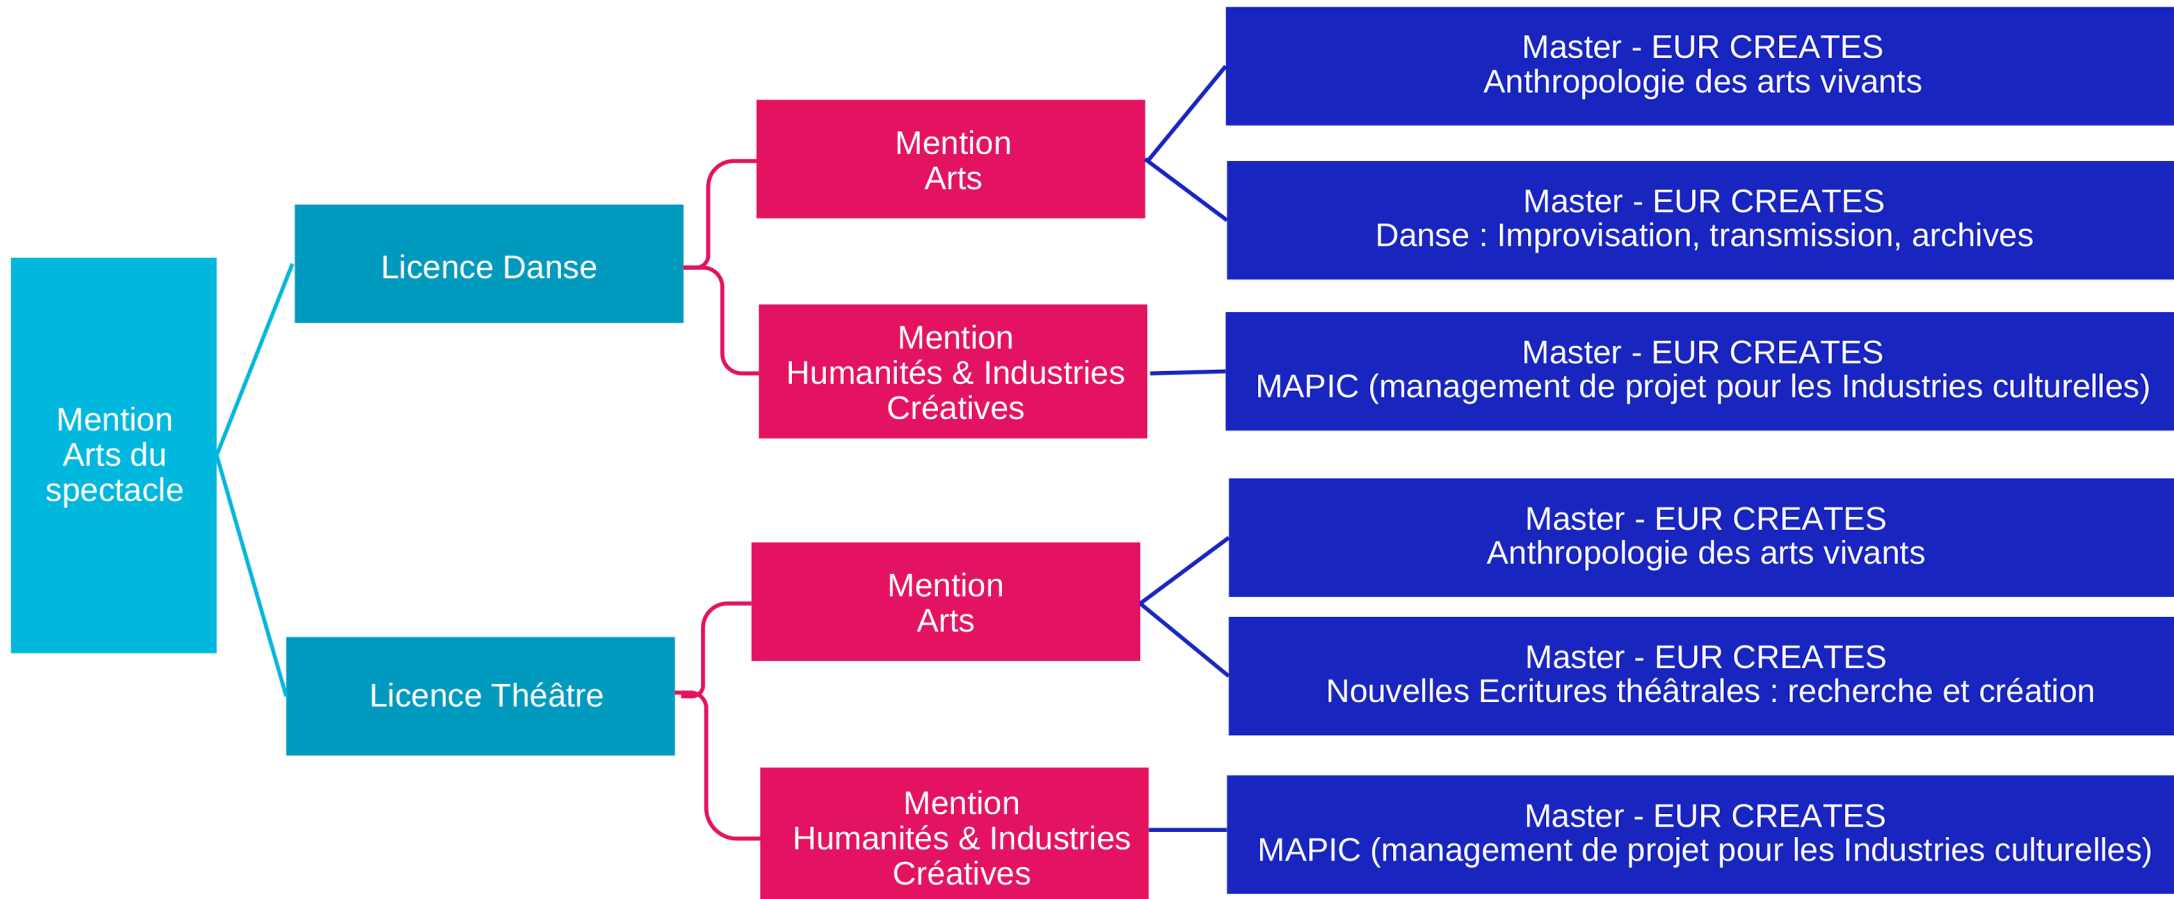 Mention
Arts du
spectacle
Licence Danse
Mention
Arts
Master - EUR CREATES
Anthropologie des arts vivants
Master - EUR CREATES
Danse : Improvisation, transmission, archives
Mention
Humanités & Industries
Créatives
Master - EUR CREATES
MAPIC (management de projet pour les Industries culturelles)
Licence Théâtre
Mention
Arts
Master - EUR CREATES
Anthropologie des arts vivants
Master - EUR CREATES
Nouvelles Ecritures théâtrales : recherche et création
Mention
Humanités & Industries
Créatives
Master - EUR CREATES
MAPIC (management de projet pour les Industries culturelles)